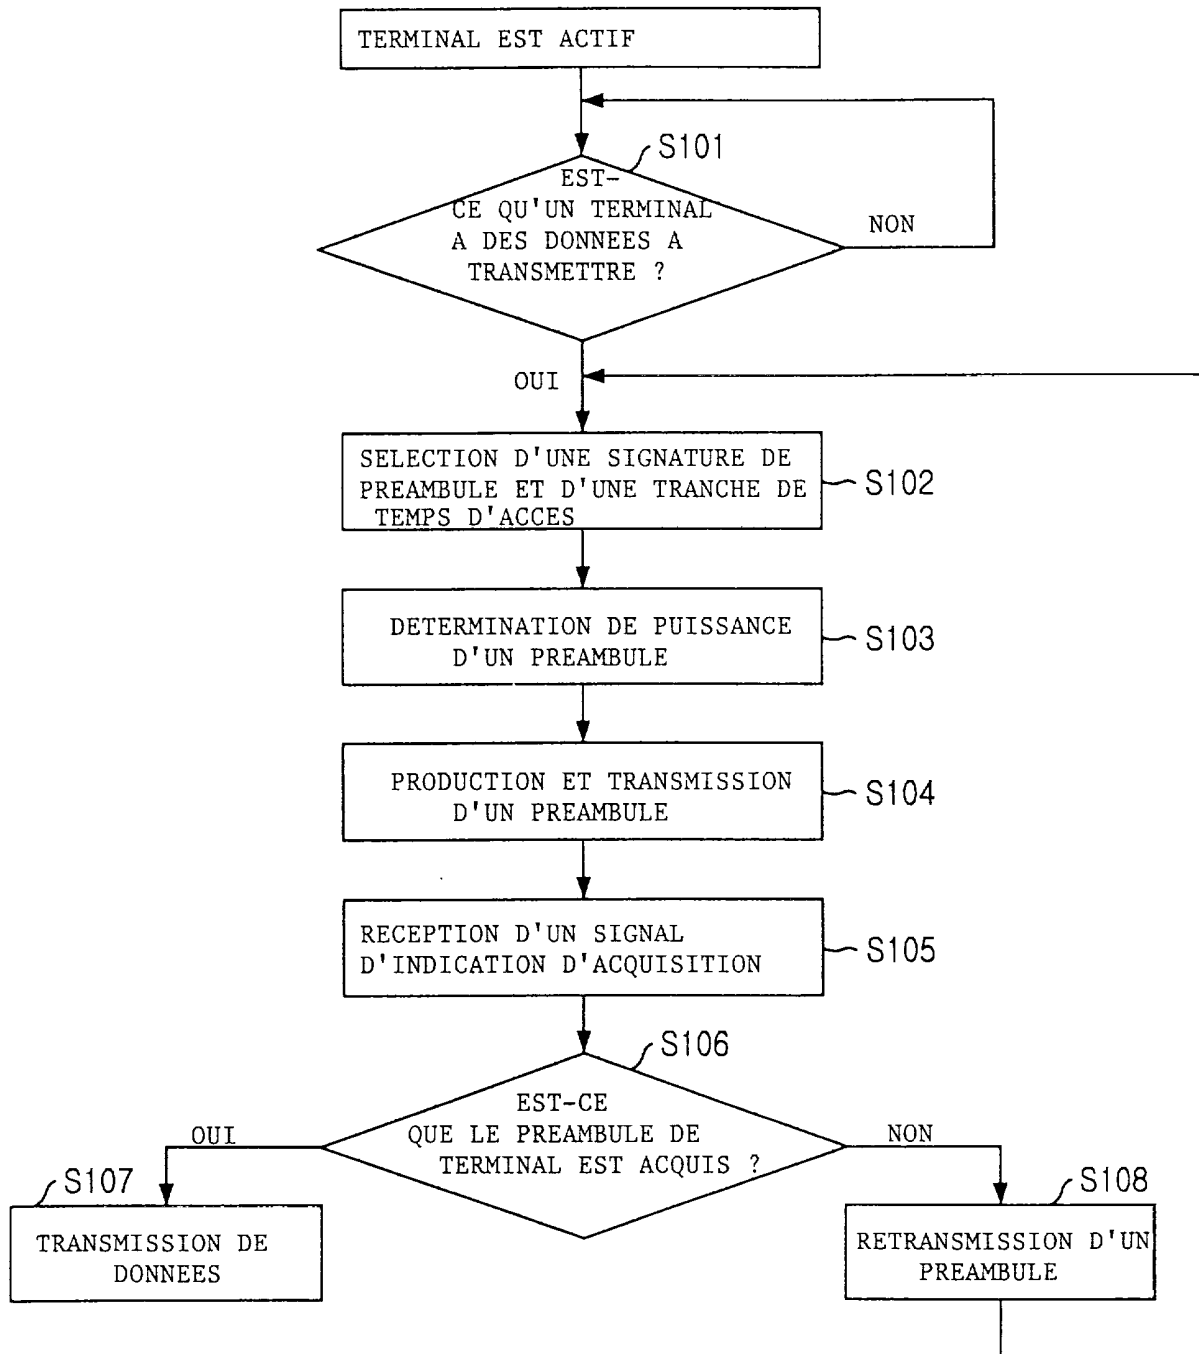 TERMINAL EST ACTIF
S101
EST-
CE QU'UN TERMINAL
A DES DONNEES A
TRANSMETTRE ?
NON
OUI
SELECTION D'UNE SIGNATURE DE
PREAMBULE ET D'UNE TRANCHE DE
TEMPS D'ACCES
S102
DETERMINATION DE PUISSANCE
D'UN PREAMBULE
S103
PRODUCTION ET TRANSMISSION
D'UN PREAMBULE
S104
RECEPTION D'UN SIGNAL
D'INDICATION D'ACQUISITION
S105
S106
EST-CE
QUE LE PREAMBULE DE
TERMINAL EST ACQUIS ?
OUI
NON
S107
TRANSMISSION DE
DONNEES
S108
RETRANSMISSION D'UN
PREAMBULE